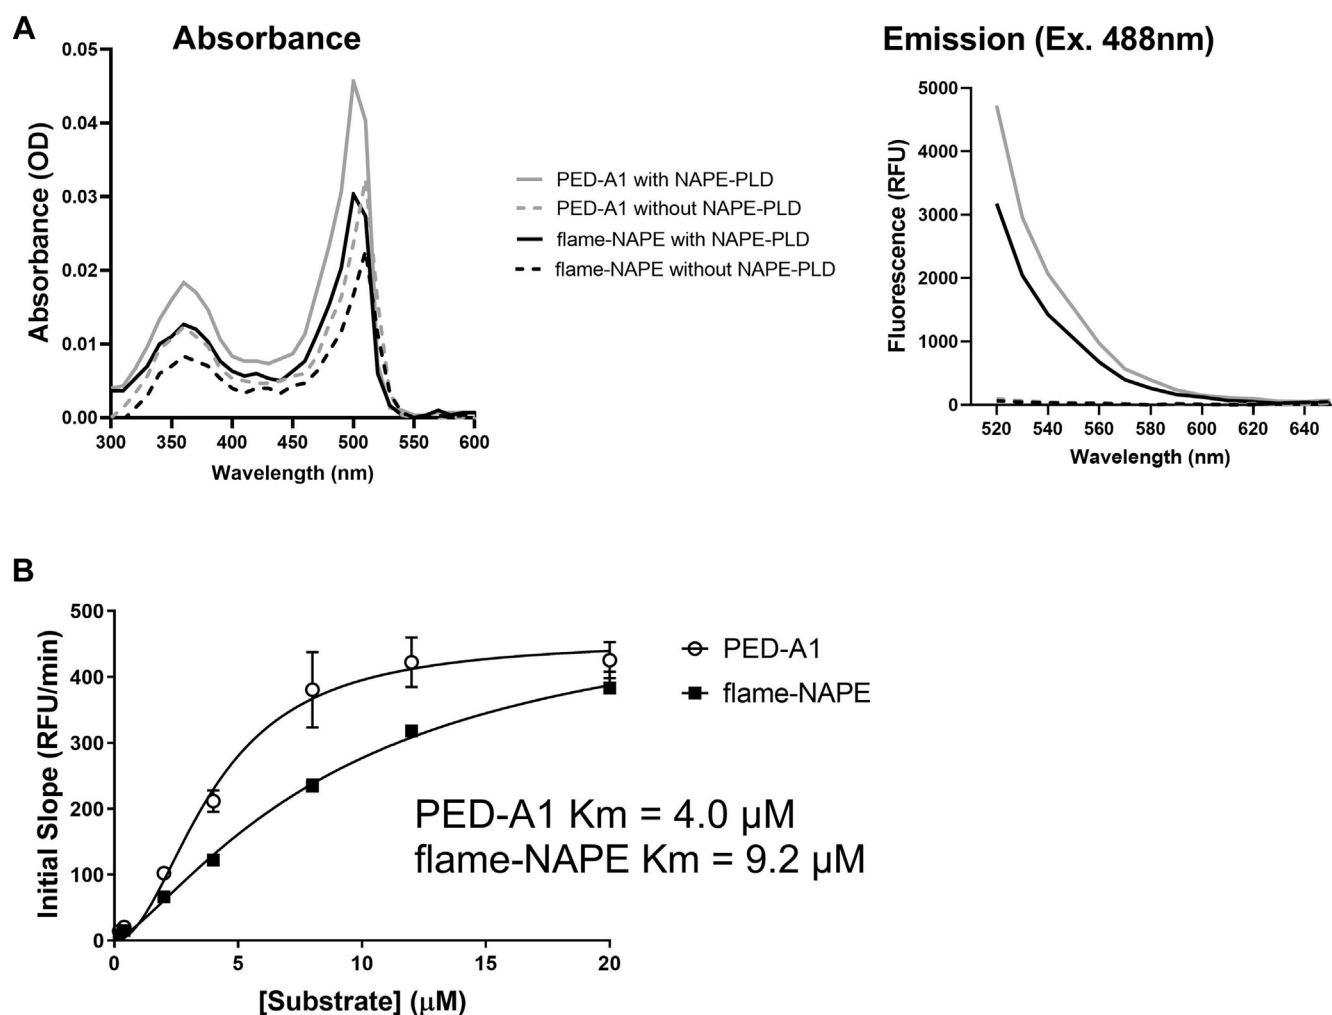 A
Absorbance
Emission (Ex. 488nm)
Absorbance (OD)
0.05
0.04
0.03
0.02
0.01
0.00
300 350 400 450 500 550 600
Wavelength (nm)
PED-A1 with NAPE-PLD
PED-A1 without NAPE-PLD
flame-NAPE with NAPE-PLD
flame-NAPE without NAPE-PLD
Fluorescence (RFU)
5000
4000
3000
2000
1000
0
520 540 560 580 600 620 640
Wavelength (nm)
B
Initial Slope (RFU/min)
500
400
300
200
100
0
0 5 10 15 20
[Substrate] (μM)
PED-A1
flame-NAPE
PED-A1 Km = 4.0 µM
flame-NAPE Km = 9.2 µM